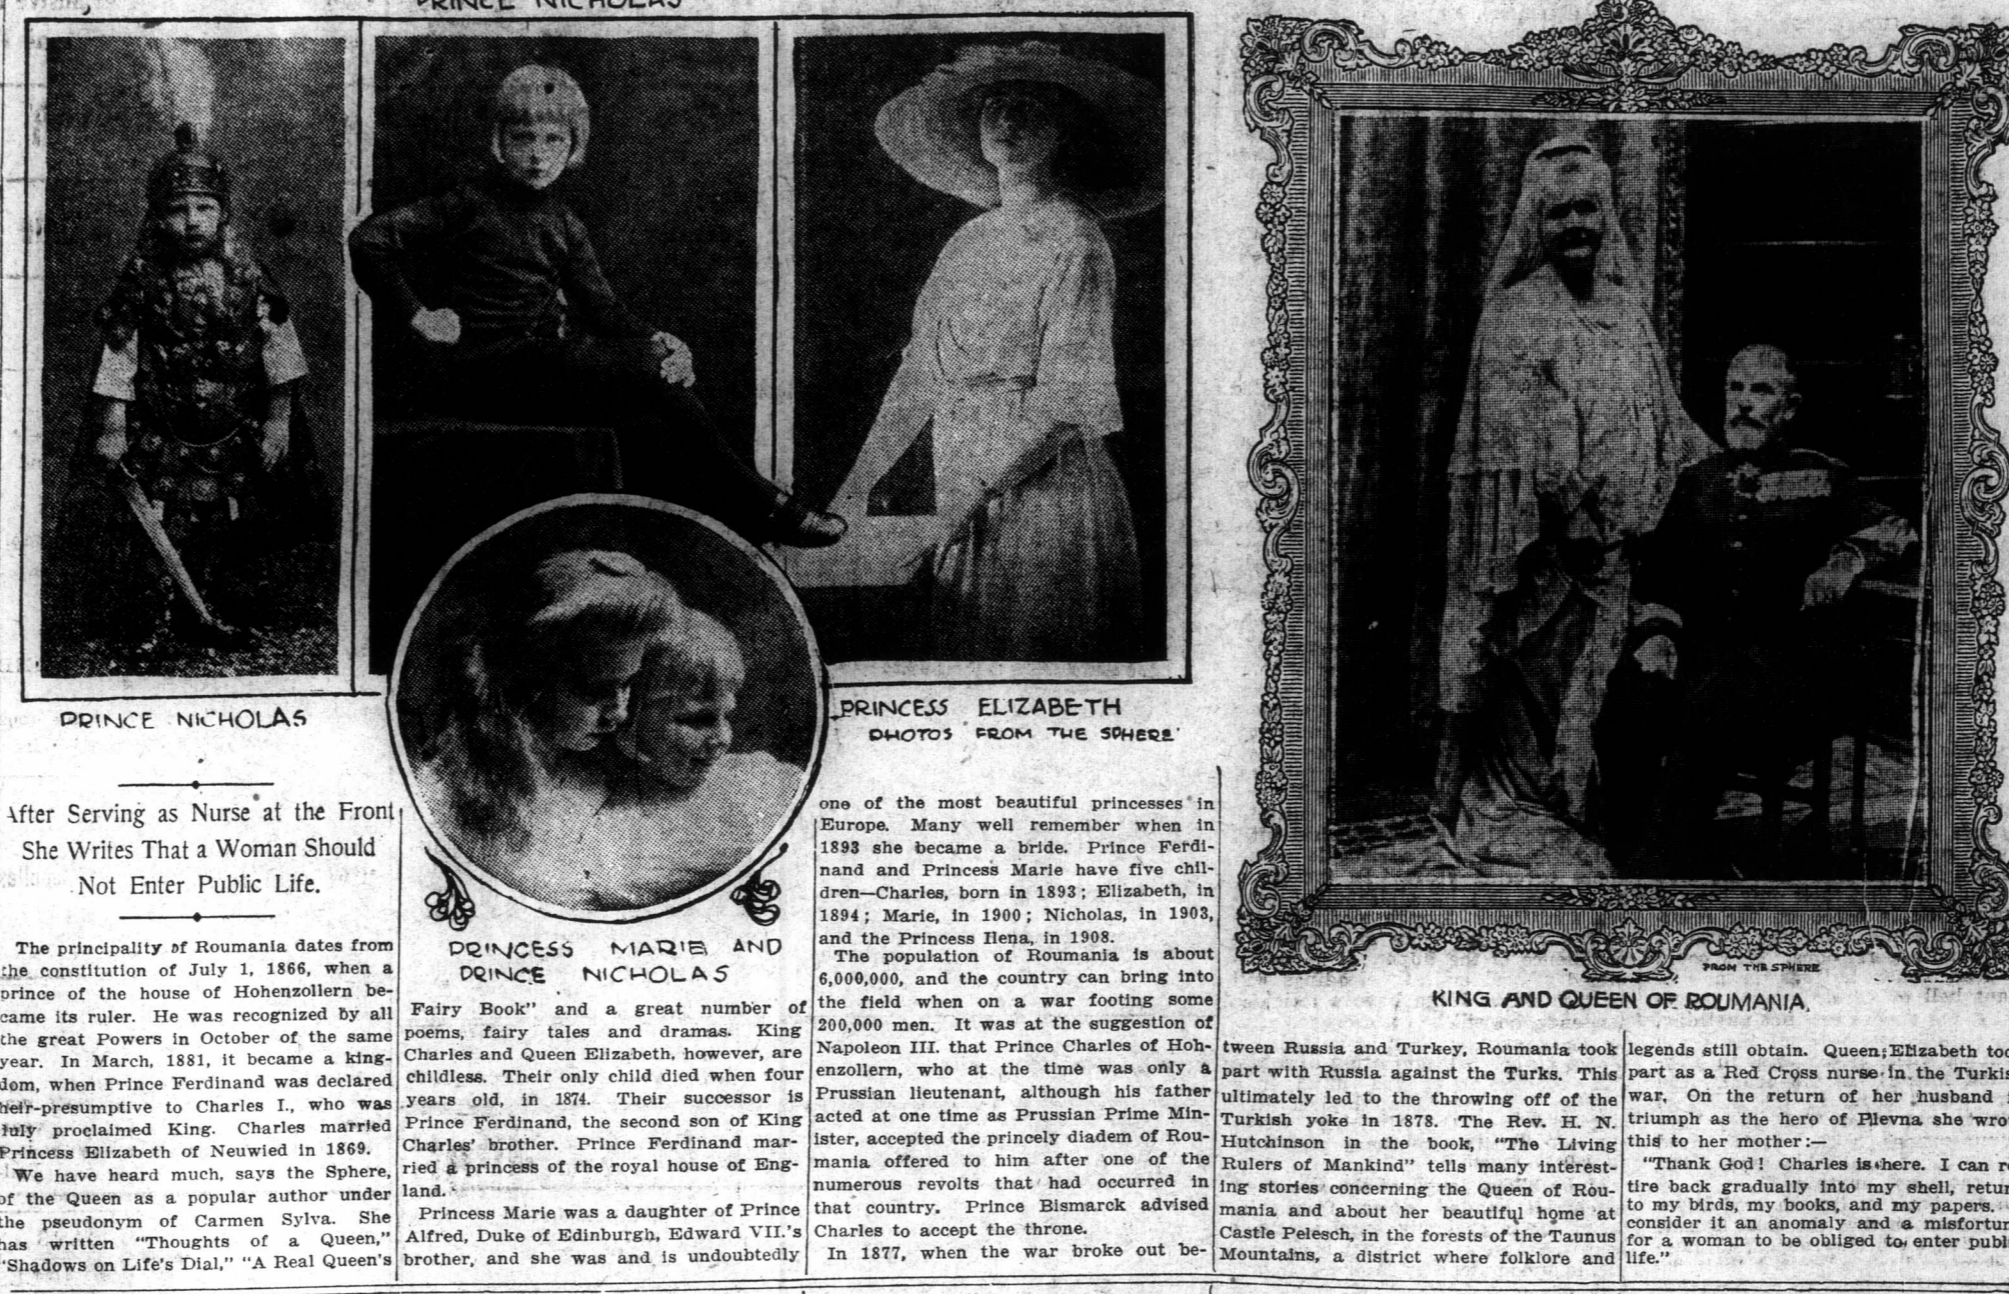 PRINCE NICHOLAS
PRINCE NICHOLAS
PRINCESS ELIZABETH
PHOTOS FROM THE SPHERE
PRINCESS MARIE AND
PRINCE NICHOLAS
FROM THE SPHERE
KING AND QUEEN OF ROUMANIA.
After Serving as Nurse at the Front
She Writes That a Woman Should
Not Enter Public Life.
The principality of Roumania dates from
the constitution of July 1, 1866, when a
prince of the house of Hohenzollern be-
came its ruler. He was recognized by all
the great Powers in October of the same
year. In March, 1881, it became a king-
dom, when Prince Ferdinand was declared
heir-presumptive to Charles I., who was
duly proclaimed King. Charles married
Princess Elizabeth of Neuwied in 1869.
We have heard much, says the Sphere,
of the Queen as a popular author under
the pseudonym of Carmen Sylva. She
has written "Thoughts of a Queen,"
"Shadows on Life's Dial," "A Real Queen's
Fairy Book" and a great number of
poems, fairy tales and dramas. King
Charles and Queen Elizabeth, however, are
childless. Their only child died when four
years old, in 1874. Their successor is
Prince Ferdinand, the second son of King
Charles' brother. Prince Ferdinand mar-
ried a princess of the royal house of Eng-
land.
Princess Marie was a daughter of Prince
Alfred, Duke of Edinburgh, Edward VII.'s
brother, and she was and is undoubtedly
one of the most beautiful princesses in
Europe. Many well remember when in
1893 she became a bride. Prince Ferdi-
nand and Princess Marie have five chil-
dren—Charles, born in 1893; Elizabeth, in
1894; Marie, in 1900; Nicholas, in 1903,
and the Princess Ilena, in 1908.
The population of Roumania is about
6,000,000, and the country can bring into
the field when on a war footing some
200,000 men. It was at the suggestion of
Napoleon III. that Prince Charles of Hoh-
enzollern, who at the time was only a
Prussian lieutenant, although his father
acted at one time as Prussian Prime Min-
ister, accepted the princely diadem of Rou-
mania offered to him after one of the
numerous revolts that had occurred in
that country. Prince Bismarck advised
Charles to accept the throne.
In 1877, when the war broke out be-
tween Russia and Turkey, Roumania took
part with Russia against the Turks. This
ultimately led to the throwing off of the
Turkish yoke in 1878. The Rev. H. N.
Hutchinson in the book, "The Living
Rulers of Mankind" tells many interest-
ing stories concerning the Queen of Rou-
mania and about her beautiful home at
Castle Pelesch, in the forests of the Taunus
Mountains, a district where folklore and
legends still obtain. Queen Elizabeth too
part as a Red Cross nurse in the Turkis
war. On the return of her husband
triumph as the hero of Plevna she wro
this to her mother:—
"Thank God! Charles is here. I can re
tire back gradually into my shell, retur
to my birds, my books, and my papers.
consider it an anomaly and a misfortun
for a woman to be obliged to enter publ
life."